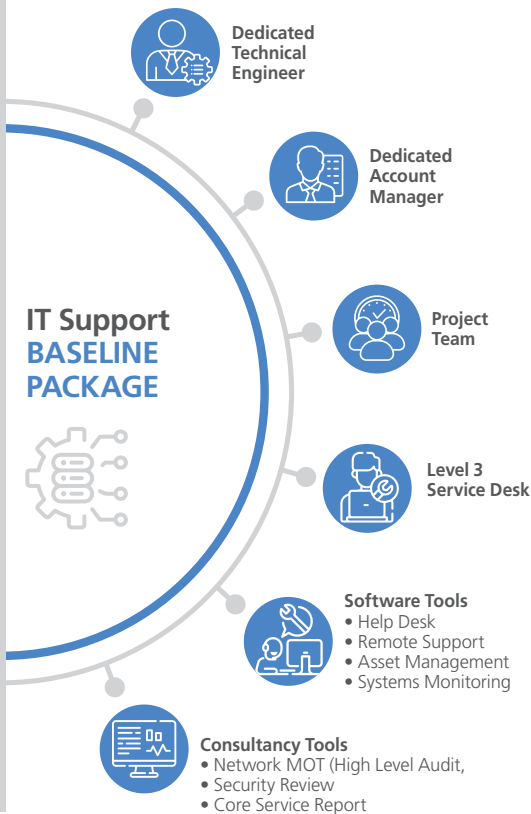 Dedicated
Technical
Engineer
Dedicated
Account
Manager
IT Support
BASELINE
PACKAGE
Project
Team
Level 3
Service Desk
Software Tools
• Help Desk
• Remote Support
• Asset Management
• Systems Monitoring
Consultancy Tools
• Network MOT (High Level Audit,
• Security Review
• Core Service Report